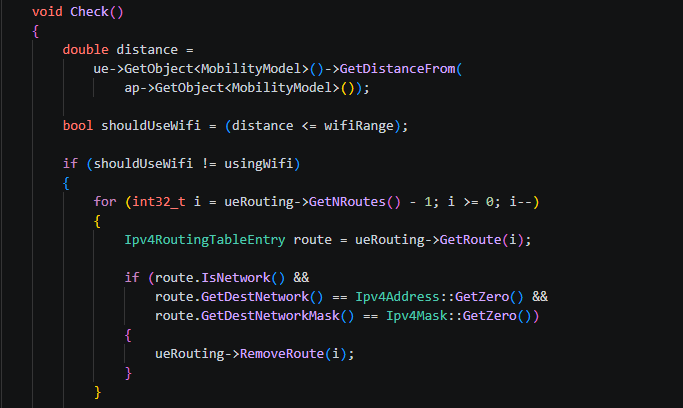 void Check()
{
double distance =
ue->GetObject<MobilityModel>()->GetDistanceFrom(
ap->GetObject<MobilityModel>());
bool shouldUseWifi = (distance <= wifiRange);
if (shouldUseWifi != usingWifi)
{
for (int32_t i = ueRouting->GetNRoutes() - 1; i >= 0; i--)
{
Ipv4RoutingTableEntry route = ueRouting->GetRoute(i);
if (route.IsNetwork() &&
route.GetDestNetwork() == Ipv4Address::GetZero() &&
route.GetDestNetworkMask() == Ipv4Mask::GetZero())
{
ueRouting->RemoveRoute(i);
}
}